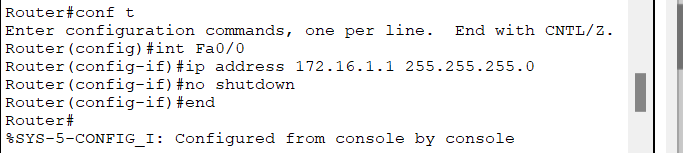 Router#conf t
Enter configuration commands, one per line.  End with CNTL/Z.
Router(config)#int Fa0/0
Router(config-if)#ip address 172.16.1.1 255.255.255.0
Router(config-if)#no shutdown
Router(config-if)#end
Router#
%SYS-5-CONFIG_I: Configured from console by console